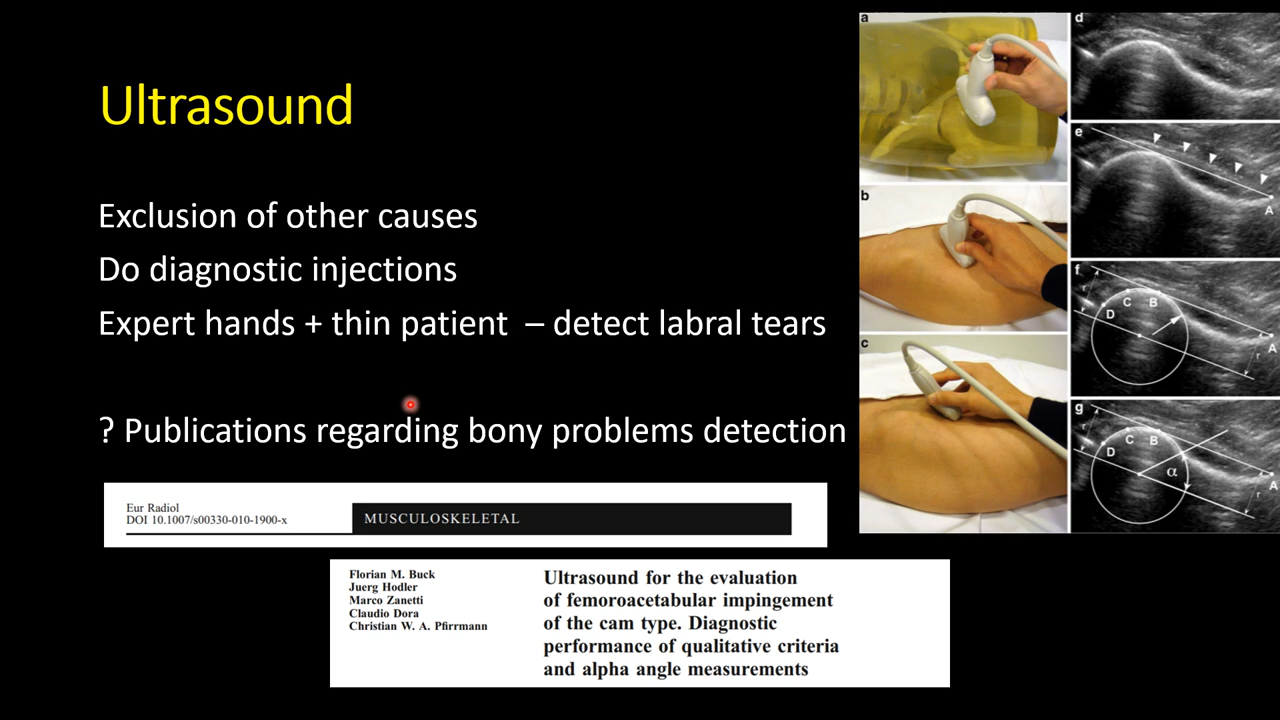 Ultrasound
Exclusion of other causes
Do diagnostic injections
Expert hands + thin patient – detect labral tears
? Publications regarding bony problems detection
Eur Radiol
DOI 10.1007/s00330-010-1900-x
MUSCULOSKELETAL
Florian M. Buck
Juerg Hodler
Marco Zanetti
Claudio Dora
Christian W. A. Pfirrmann
Ultrasound for the evaluation
of femoroacetabular impingement
of the cam type. Diagnostic
performance of qualitative criteria
and alpha angle measurements
a
b
c
d
e
A
f
r
C B
D
A
r
g
r
C B
D
α
A
r